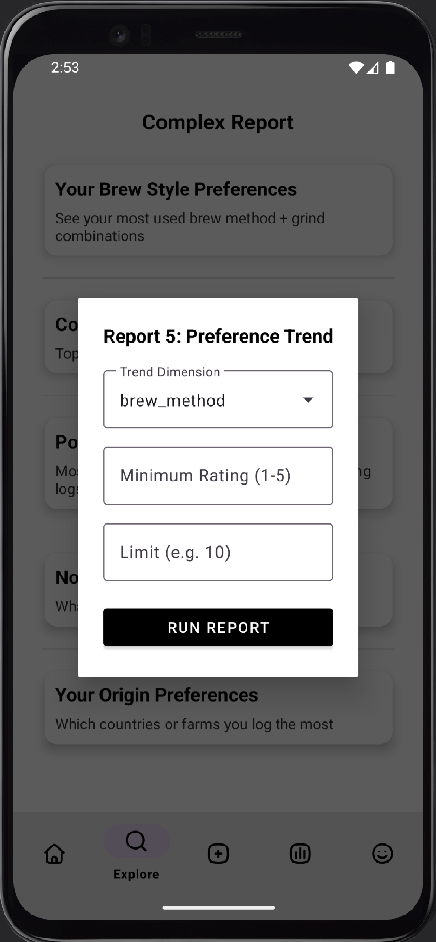 2:53
Complex Report
Your Brew Style Preferences
See your most used brew method + grind
combinations
Co
Top
Report 5: Preference Trend
Trend Dimension
brew_method
Minimum Rating (1-5)
Po
Mos
ng
logs
Limit (e.g. 10)
No
Wh
RUN REPORT
Your Origin Preferences
Which countries or farms you log the most
Explore